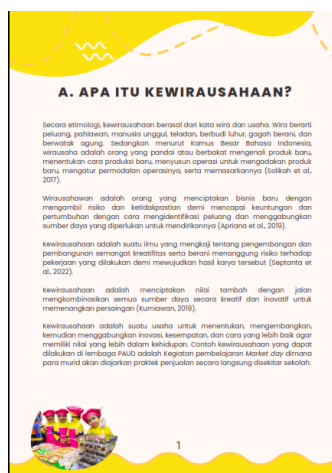 A. APA ITU KEWIRAUSAHAAN?
Secara etimologi, kewirausahaan berasal dari kata wira dan usaha. Wira berarti
peluang, pahlawan, manusia unggul, teladan, berbudi luhur, gagah berani, dan
berwatak agung. Sedangkan menurut Kamus Besar Bahasa Indonesia,
wirausaha adalah orang yang pandai atau berbakat mengenali produk baru,
menentukan cara produksi baru, menyusun operasi untuk mengadakan produk
baru, mengatur permodalan operasinya, serta memasarkannya (Solikah et al.,
2017).
Wirausahawan adalah orang yang menciptakan bisnis baru dengan
mengambil risiko dan ketidakpastian demi mencapai keuntungan dan
pertumbuhan dengan cara mengidentifikasi peluang dan menggabungkan
sumber daya yang diperlukan untuk mendirikannya (Apriana et al., 2019).
Kewirausahaan adalah suatu ilmu yang mengkaji tentang pengembangan dan
pembangunan semangat kreatifitas serta berani menanggung risiko terhadap
pekerjaan yang dilakukan demi mewujudkan hasil karya tersebut (Septanta et
al., 2022).
Kewirausahaan adalah menciptakan nilai tambah dengan jalan
mengkombinasikan semua sumber daya secara kreatif dan inovatif untuk
memenangkan persaingan (Kurniawan, 2019).
Kewirausahaan adalah suatu usaha untuk menentukan, mengembangkan,
kemudian menggabungkan inovasi, kesempatan, dan cara yang lebih baik agar
memiliki nilai yang lebih dalam kehidupan. Contoh kewirausahaan yang dapat
dilakukan di lembaga PAUD adalah Kegiatan pembelajaran Market day dimana
para murid akan diajarkan praktek penjualan secara langsung disekitar sekolah.
1